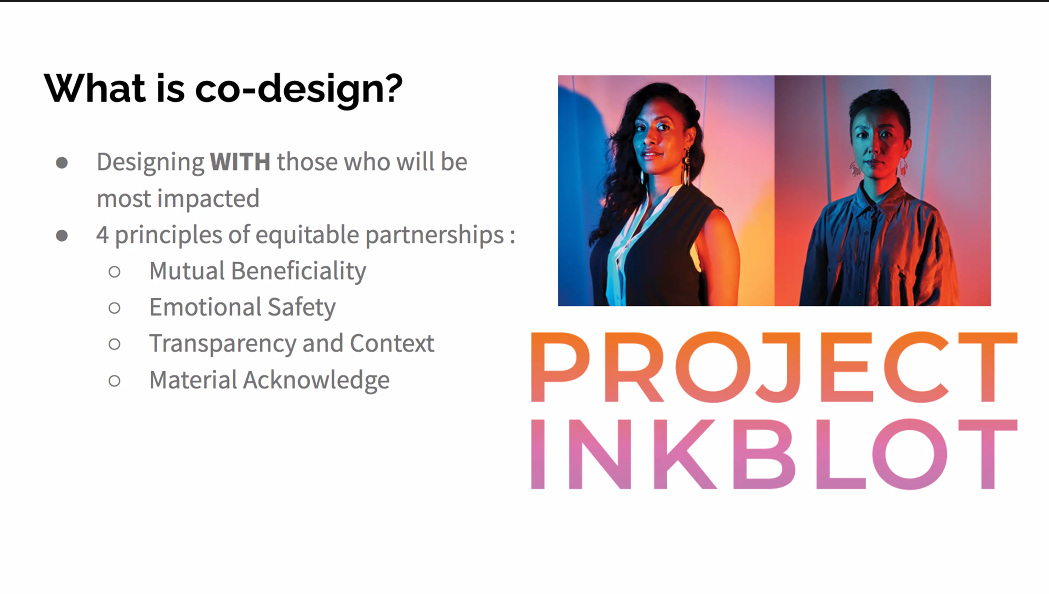 What is co-design?
● Designing WITH those who will be
most impacted
● 4 principles of equitable partnerships :
○ Mutual Beneficiality
○ Emotional Safety
○ Transparency and Context
○ Material Acknowledge
PROJECT
INKBLOT